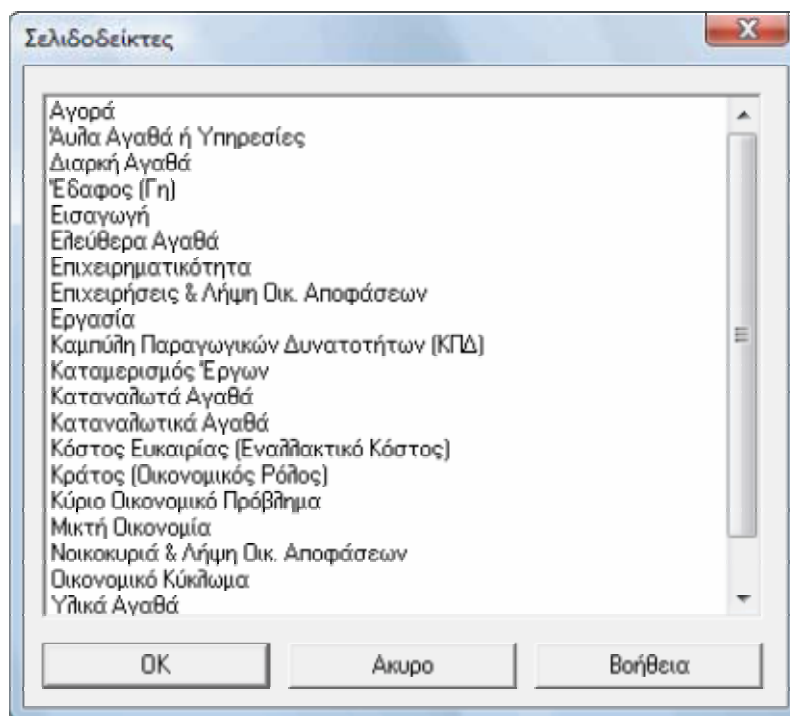 Σελιδοδείκτες
Αγορά
Άυλα Αγαθά ή Υπηρεσίες
Διαρκή Αγαθά
Έδαφος (Γη)
Εισαγωγή
Ελεύθερα Αγαθά
Επιχειρηματικότητα
Επιχειρήσεις & Λήψη Οικ. Αποφάσεων
Εργασία
Καμπύλη Παραγωγικών Δυνατοτήτων (ΚΠΔ)
Καταμερισμός Έργων
Καταναλωτά Αγαθά
Καταναλωτικά Αγαθά
Κόστος Ευκαιρίας (Εναλλακτικό Κόστος)
Κράτος (Οικονομικός Ρόλος)
Κύριο Οικονομικό Πρόβλημα
Μικτή Οικονομία
Νοικοκυριά & Λήψη Οικ. Αποφάσεων
Οικονομικό Κύκλωμα
Υλικά Αγαθά
OK Ακυρο Βοήθεια